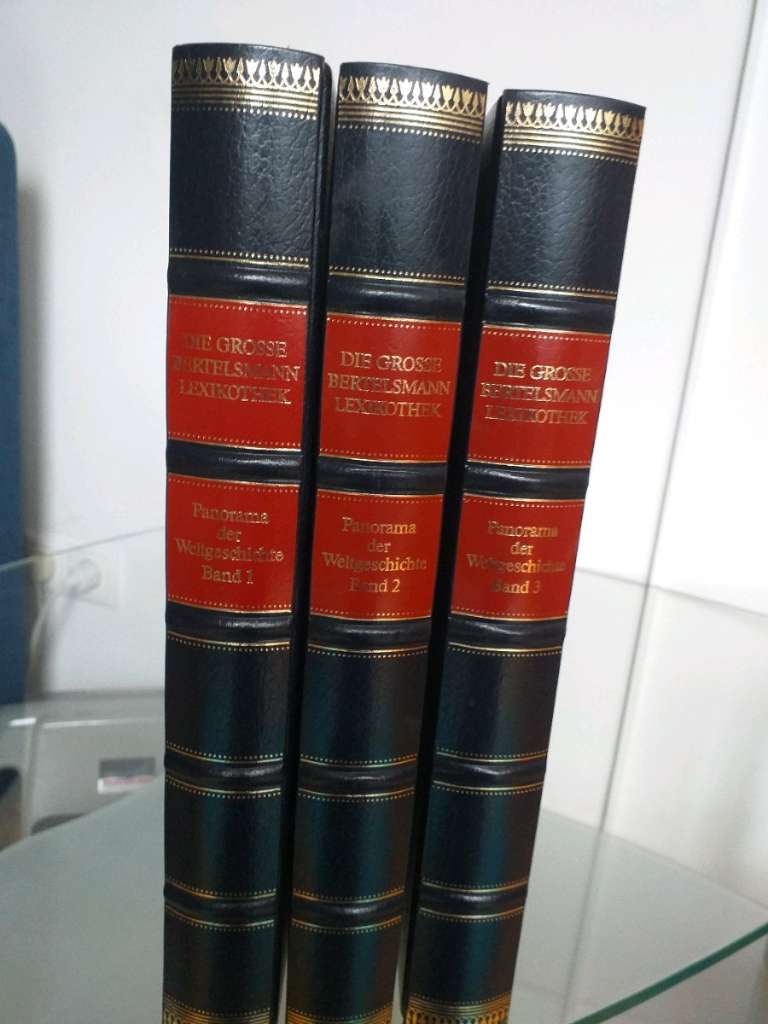 DIE GROSSE
BERTELSMANN
LEXIKOTHEK
Panorama
der
Weltgeschichte
Band 1
DIE GROSSE
BERTELSMANN
LEXIKOTHEK
Panorama
der
Weltgeschichte
Band 2
DIE GROSSE
BERTELSMANN
LEXIKOTHEK
Panorama
der
Weltgeschichte
Band 3